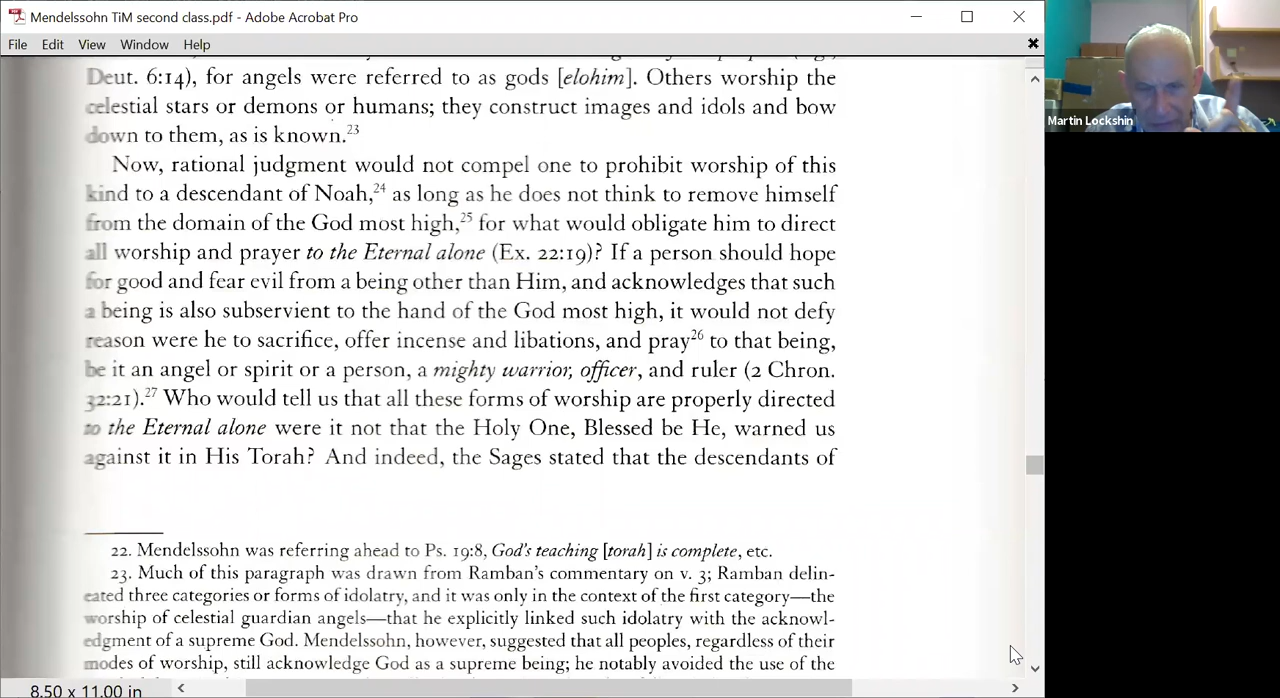 Mendelssohn TiM second class.pdf - Adobe Acrobat Pro
File Edit View Window Help
Deut. 6:14), for angels were referred to as gods [elohim]. Others worship the
celestial stars or demons or humans; they construct images and idols and bow
down to them, as is known.23
Now, rational judgment would not compel one to prohibit worship of this
kind to a descendant of Noah,24 as long as he does not think to remove himself
from the domain of the God most high,25 for what would obligate him to direct
all worship and prayer to the Eternal alone (Ex. 22:19)? If a person should hope
for good and fear evil from a being other than Him, and acknowledges that such
a being is also subservient to the hand of the God most high, it would not defy
reason were he to sacrifice, offer incense and libations, and pray26 to that being,
be it an angel or spirit or a person, a mighty warrior, officer, and ruler (2 Chron.
32:21).27 Who would tell us that all these forms of worship are properly directed
to the Eternal alone were it not that the Holy One, Blessed be He, warned us
against it in His Torah? And indeed, the Sages stated that the descendants of
22. Mendelssohn was referring ahead to Ps. 19:8, God's teaching [torah] is complete, etc.
23. Much of this paragraph was drawn from Ramban's commentary on v. 3; Ramban delin-
eated three categories or forms of idolatry, and it was only in the context of the first category—the
worship of celestial guardian angels—that he explicitly linked such idolatry with the acknowl-
edgment of a supreme God. Mendelssohn, however, suggested that all peoples, regardless of their
modes of worship, still acknowledge God as a supreme being; he notably avoided the use of the
8.50 x 11.00 in
Martin Lockshin